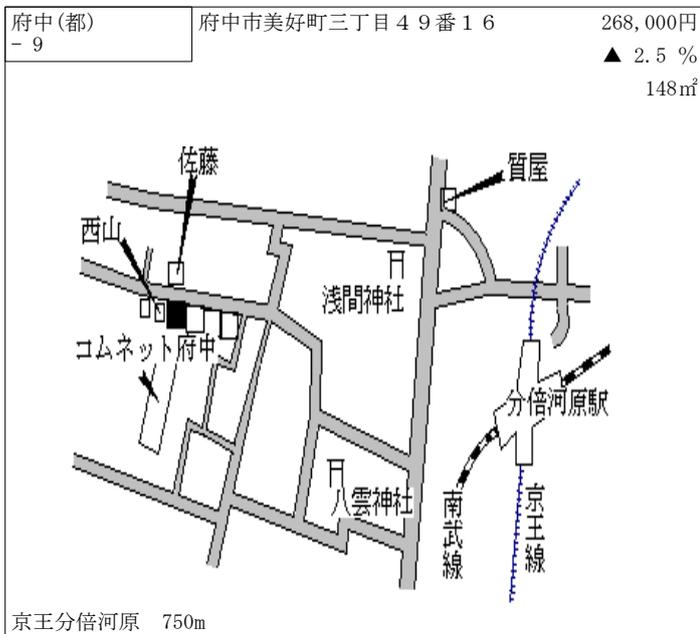 府中(都)
- 9
府中市美好町三丁目４９番１６
268,000円
▲ 2.5 %
148㎡
佐藤
質屋
西山
浅間神社
コムネット府中
分倍河原駅
八雲神社
南武線
京王線
京王分倍河原　750m